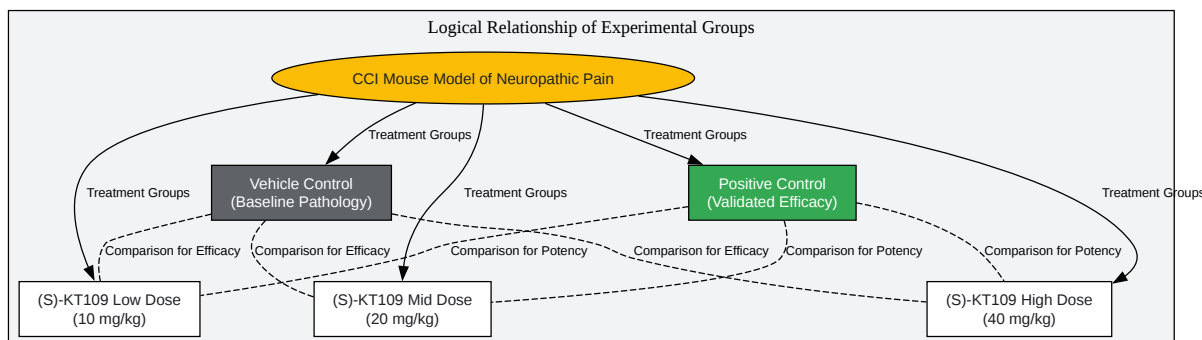 Logical Relationship of Experimental Groups
CCI Mouse Model of Neuropathic Pain
Treatment Groups
Treatment Groups
Treatment Groups
Treatment Groups
Treatment Groups
Vehicle Control
(Baseline Pathology)
Positive Control
(Validated Efficacy)
Comparison for Efficacy
Comparison for Efficacy
Comparison for Potency
Comparison for Efficacy
Comparison for Potency
Comparison for Potency
(S)-KT109 Low Dose
(10 mg/kg)
(S)-KT109 Mid Dose
(20 mg/kg)
(S)-KT109 High Dose
(40 mg/kg)